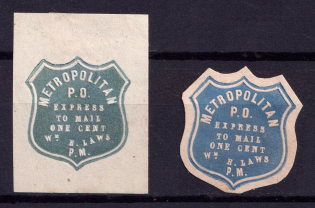 METROPOLITAN
P.O.
EXPRESS
TO MAIL
ONE CENT
Wm H. LAWS
P.M.
METROPOLITAN
P.O.
EXPRESS
TO MAIL
ONE CENT
Wm H. LAWS
P.M.